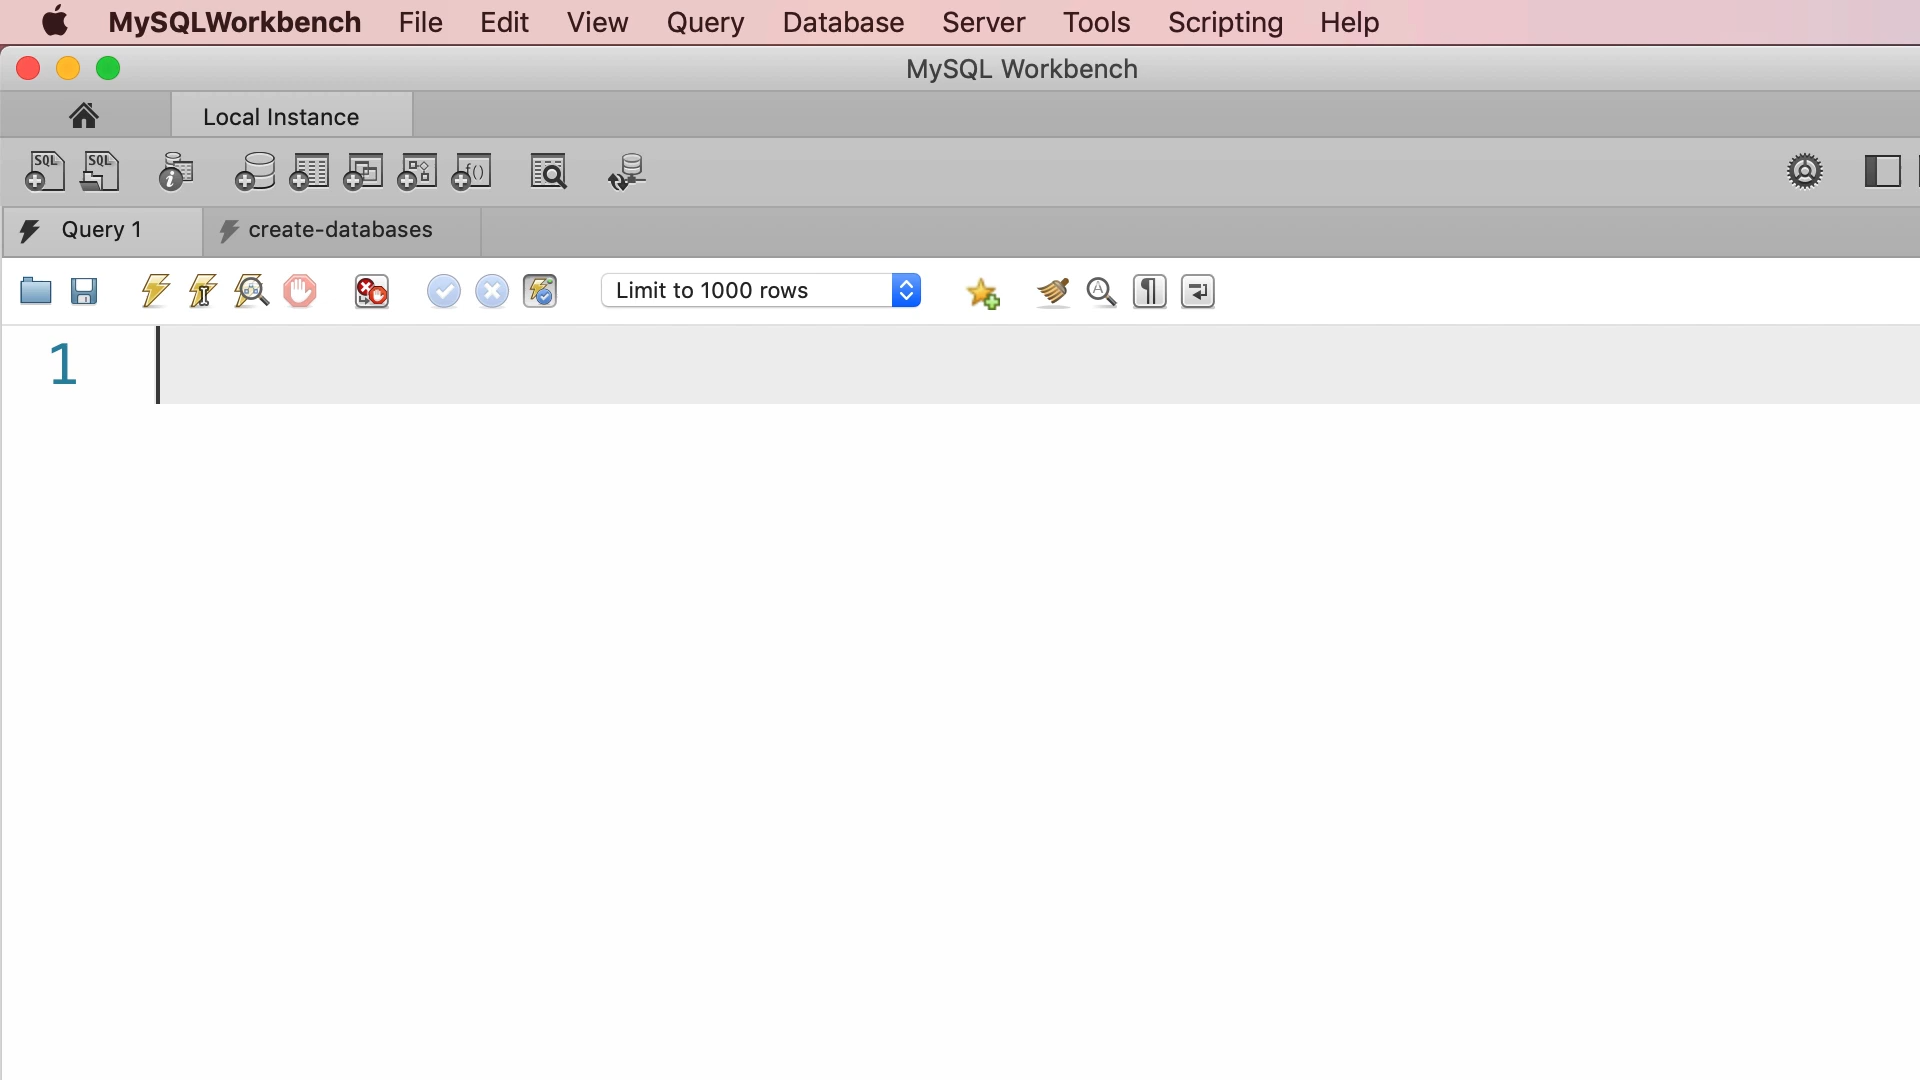 MySQLWorkbench File Edit View Query Database Server Tools Scripting Help
MySQL Workbench
Local Instance
SQL SQL
Query 1 create-databases
Limit to 1000 rows
1